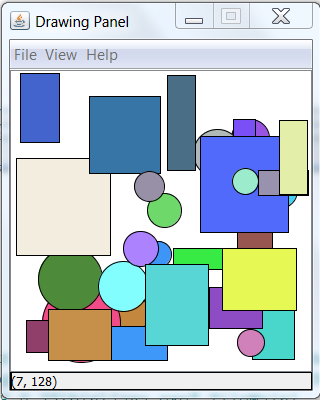 Drawing Panel
File View Help
(7, 128)